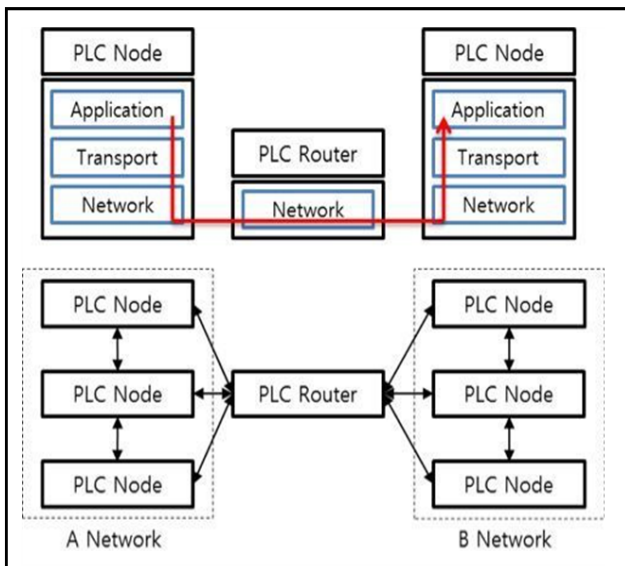 PLC Node PLC Node
Application Application
PLC Router
Transport Transport
Network Network Network
PLC Node PLC Node
PLC Node PLC Router PLC Node
PLC Node PLC Node
A Network B Network